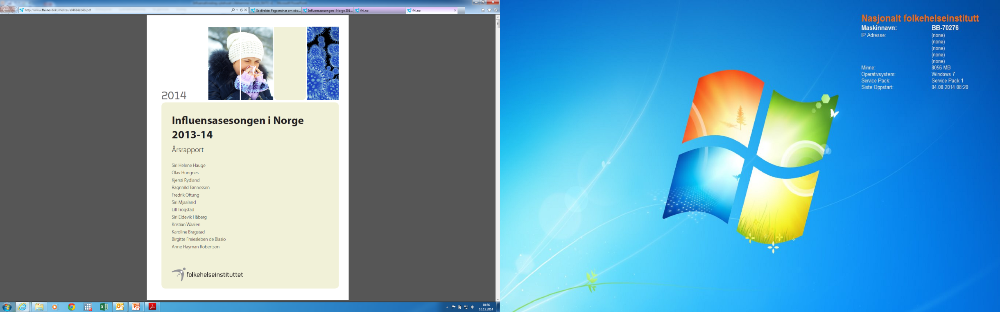 http://www.fhi.no/dokumenter/a04614ab4b.pdf
Se direkte: Fagseminar om ebo...
Influensasesongen i Norge 201...
fhi.no
fhi.no
2014
Influensasesongen i Norge
2013-14
Årsrapport
Siri Helene Hauge
Olav Hungnes
Kjersti Rydland
Ragnhild Tønnessen
Fredrik Oftung
Siri Mjaaland
Lill Trogstad
Siri Eldevik Håberg
Kristian Waalen
Karoline Bragstad
Birgitte Freiesleben de Blasio
Anne Hayman Robertson
folkehelseinstituttet
10:56
10.12.2014
Nasjonalt folkehelseinstitutt
Maskinnavn: BB-70276
IP Adresse: (none)
(none)
(none)
(none)
(none)
Minne: 8056 MB
Operativsystem: Windows 7
Service Pack: Service Pack 1
Siste Oppstart: 04.08.2014 08:20